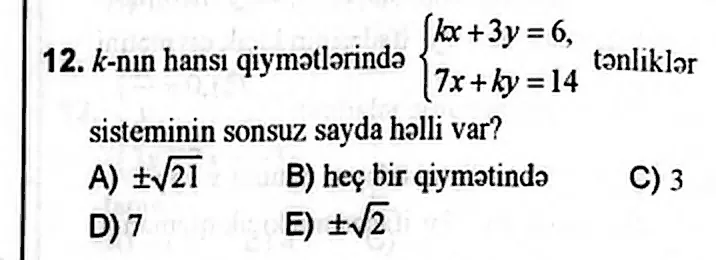 12. k-nın hansı qiymətlərində { kx + 3y = 6, 7x + ky = 14 tənliklər
sisteminin sonsuz sayda həlli var?
A) ±√21 B) heç bir qiymətində C) 3
D) 7 E) ±√2